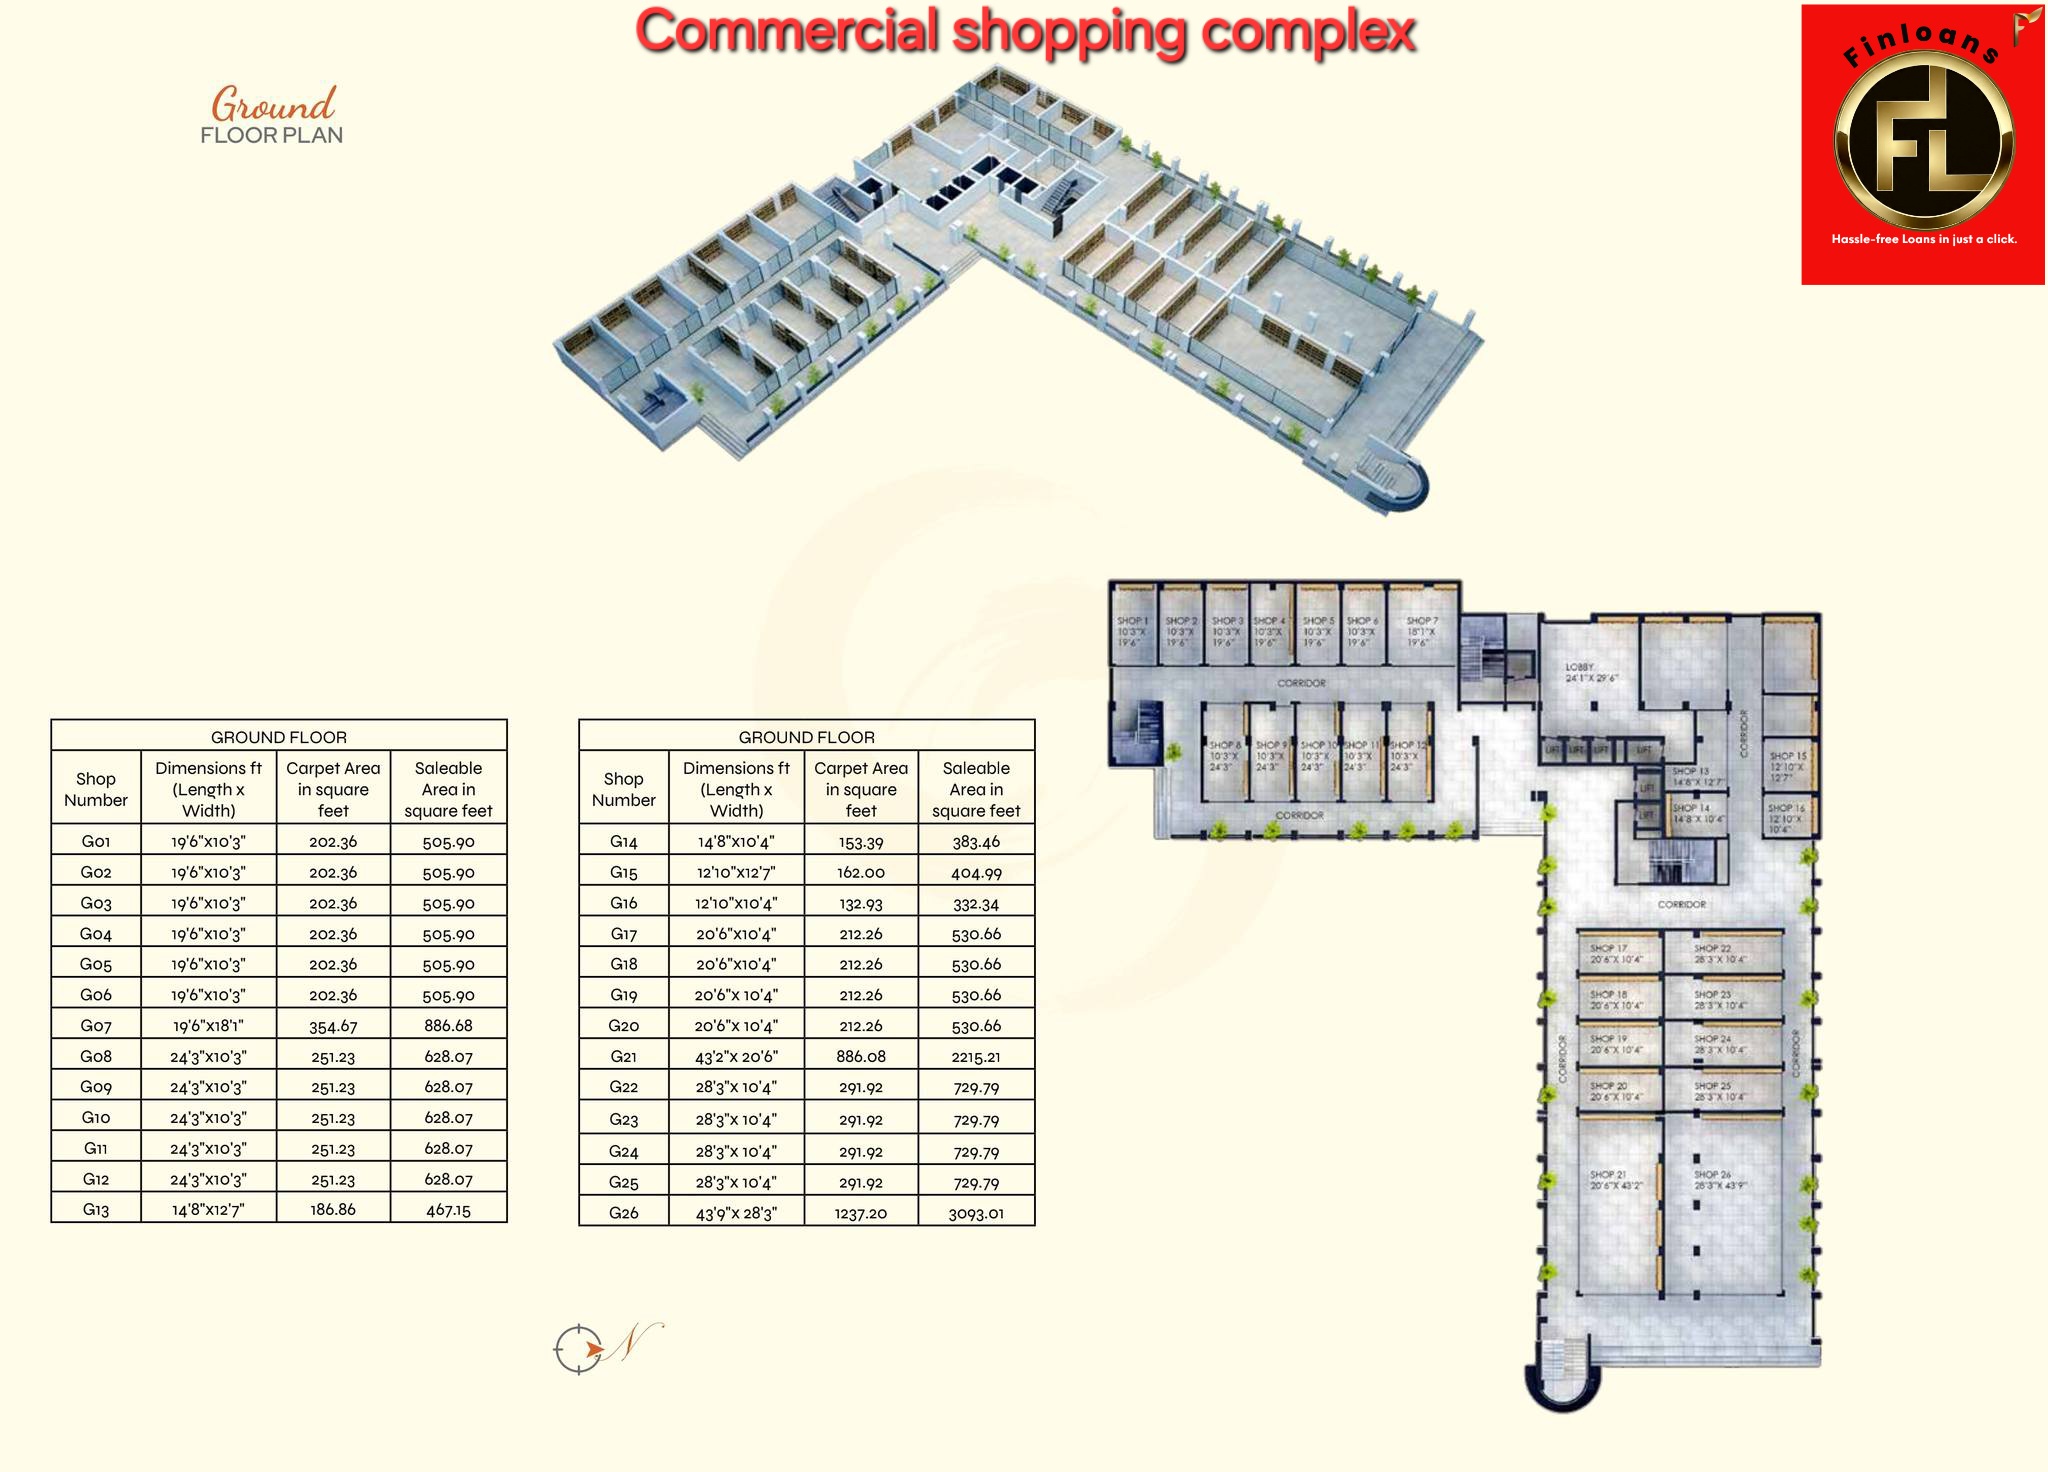 Commercial shopping complex
Finloans
FL
Hassle-free Loans in just a click.
Ground
FLOOR PLAN
GROUND FLOOR
Shop Number | Dimensions ft (Length x Width) | Carpet Area in square feet | Saleable Area in square feet
G01 19'6"x10'3" 202.36 505.90
G02 19'6"x10'3" 202.36 505.90
G03 19'6"x10'3" 202.36 505.90
G04 19'6"x10'3" 202.36 505.90
G05 19'6"x10'3" 202.36 505.90
G06 19'6"x10'3" 202.36 505.90
G07 19'6"x18'1" 354.67 886.68
G08 24'3"x10'3" 251.23 628.07
G09 24'3"x10'3" 251.23 628.07
G10 24'3"x10'3" 251.23 628.07
G11 24'3"x10'3" 251.23 628.07
G12 24'3"x10'3" 251.23 628.07
G13 14'8"x12'7" 186.86 467.15
GROUND FLOOR
Shop Number | Dimensions ft (Length x Width) | Carpet Area in square feet | Saleable Area in square feet
G14 14'8"x10'4" 153.39 383.46
G15 12'10"x12'7" 162.00 404.99
G16 12'10"x10'4" 132.93 332.34
G17 20'6"x10'4" 212.26 530.66
G18 20'6"x10'4" 212.26 530.66
G19 20'6"x 10'4" 212.26 530.66
G20 20'6"x 10'4" 212.26 530.66
G21 43'2"x 20'6" 886.08 2215.21
G22 28'3"x 10'4" 291.92 729.79
G23 28'3"x 10'4" 291.92 729.79
G24 28'3"x 10'4" 291.92 729.79
G25 28'3"x 10'4" 291.92 729.79
G26 43'9"x 28'3" 1237.20 3093.01
N
SHOP 1
10'3"X
19'6"
SHOP 2
10'3"X
19'6"
SHOP 3
10'3"X
19'6"
SHOP 4
10'3"X
19'6"
SHOP 5
10'3"X
19'6"
SHOP 6
10'3"X
19'6"
SHOP 7
18'1"X
19'6"
CORRIDOR
LOBBY
24'1"X 29'6"
SHOP 8
10'3"X
24'3"
SHOP 9
10'3"X
24'3"
SHOP 10
10'3"X
24'3"
SHOP 11
10'3"X
24'3"
SHOP 12
10'3"X
24'3"
CORRIDOR
LIFT
LIFT
LIFT
LIFT
LIFT
LIFT
CORRIDOR
SHOP 13
14'8"X 12'7"
SHOP 14
14'8"X 10'4"
SHOP 15
12'10"X
12'7"
SHOP 16
12'10"X
10'4"
CORRIDOR
SHOP 17
20'6"X 10'4"
SHOP 22
28'3"X 10'4"
SHOP 18
20'6"X 10'4"
SHOP 23
28'3"X 10'4"
SHOP 19
20'6"X 10'4"
SHOP 24
28'3"X 10'4"
CORRIDOR
CORRIDOR
SHOP 20
20'6"X 10'4"
SHOP 25
28'3"X 10'4"
SHOP 21
20'6"X 43'2"
SHOP 26
28'3"X 43'9"